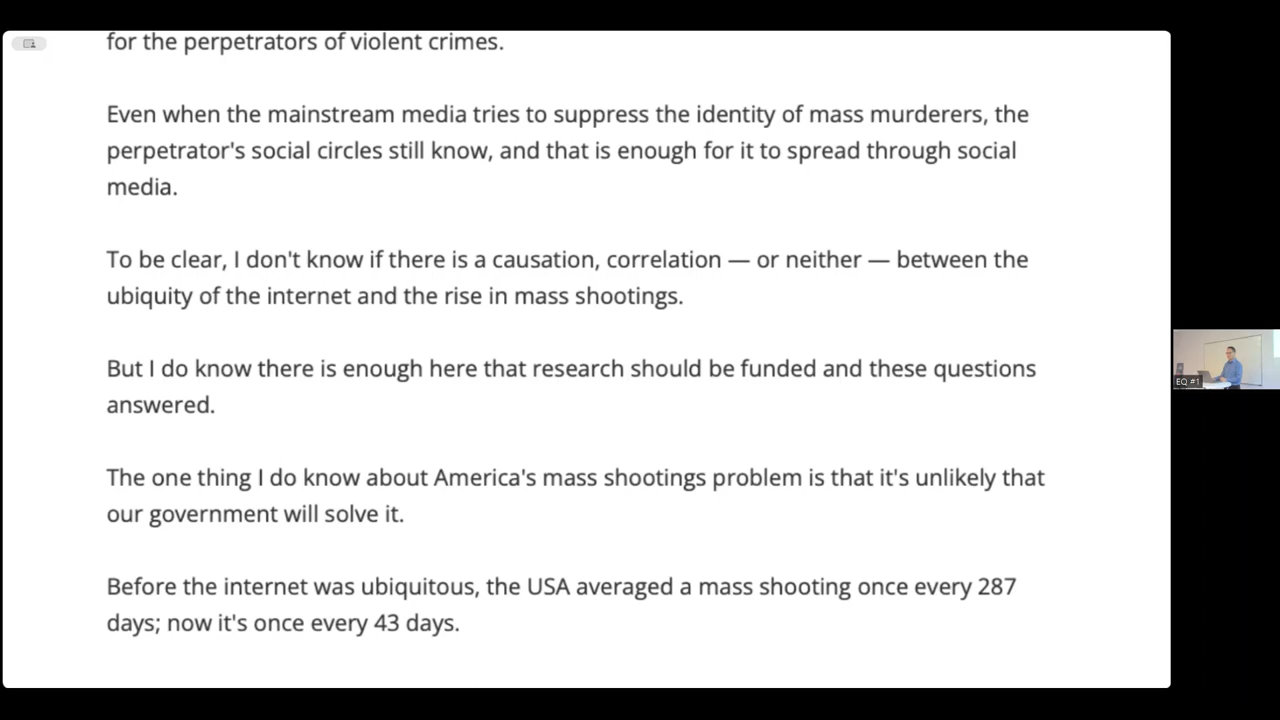 for the perpetrators of violent crimes.
Even when the mainstream media tries to suppress the identity of mass murderers, the
perpetrator's social circles still know, and that is enough for it to spread through social
media.
To be clear, I don't know if there is a causation, correlation — or neither — between the
ubiquity of the internet and the rise in mass shootings.
But I do know there is enough here that research should be funded and these questions
answered.
The one thing I do know about America's mass shootings problem is that it's unlikely that
our government will solve it.
Before the internet was ubiquitous, the USA averaged a mass shooting once every 287
days; now it's once every 43 days.
EQ #1